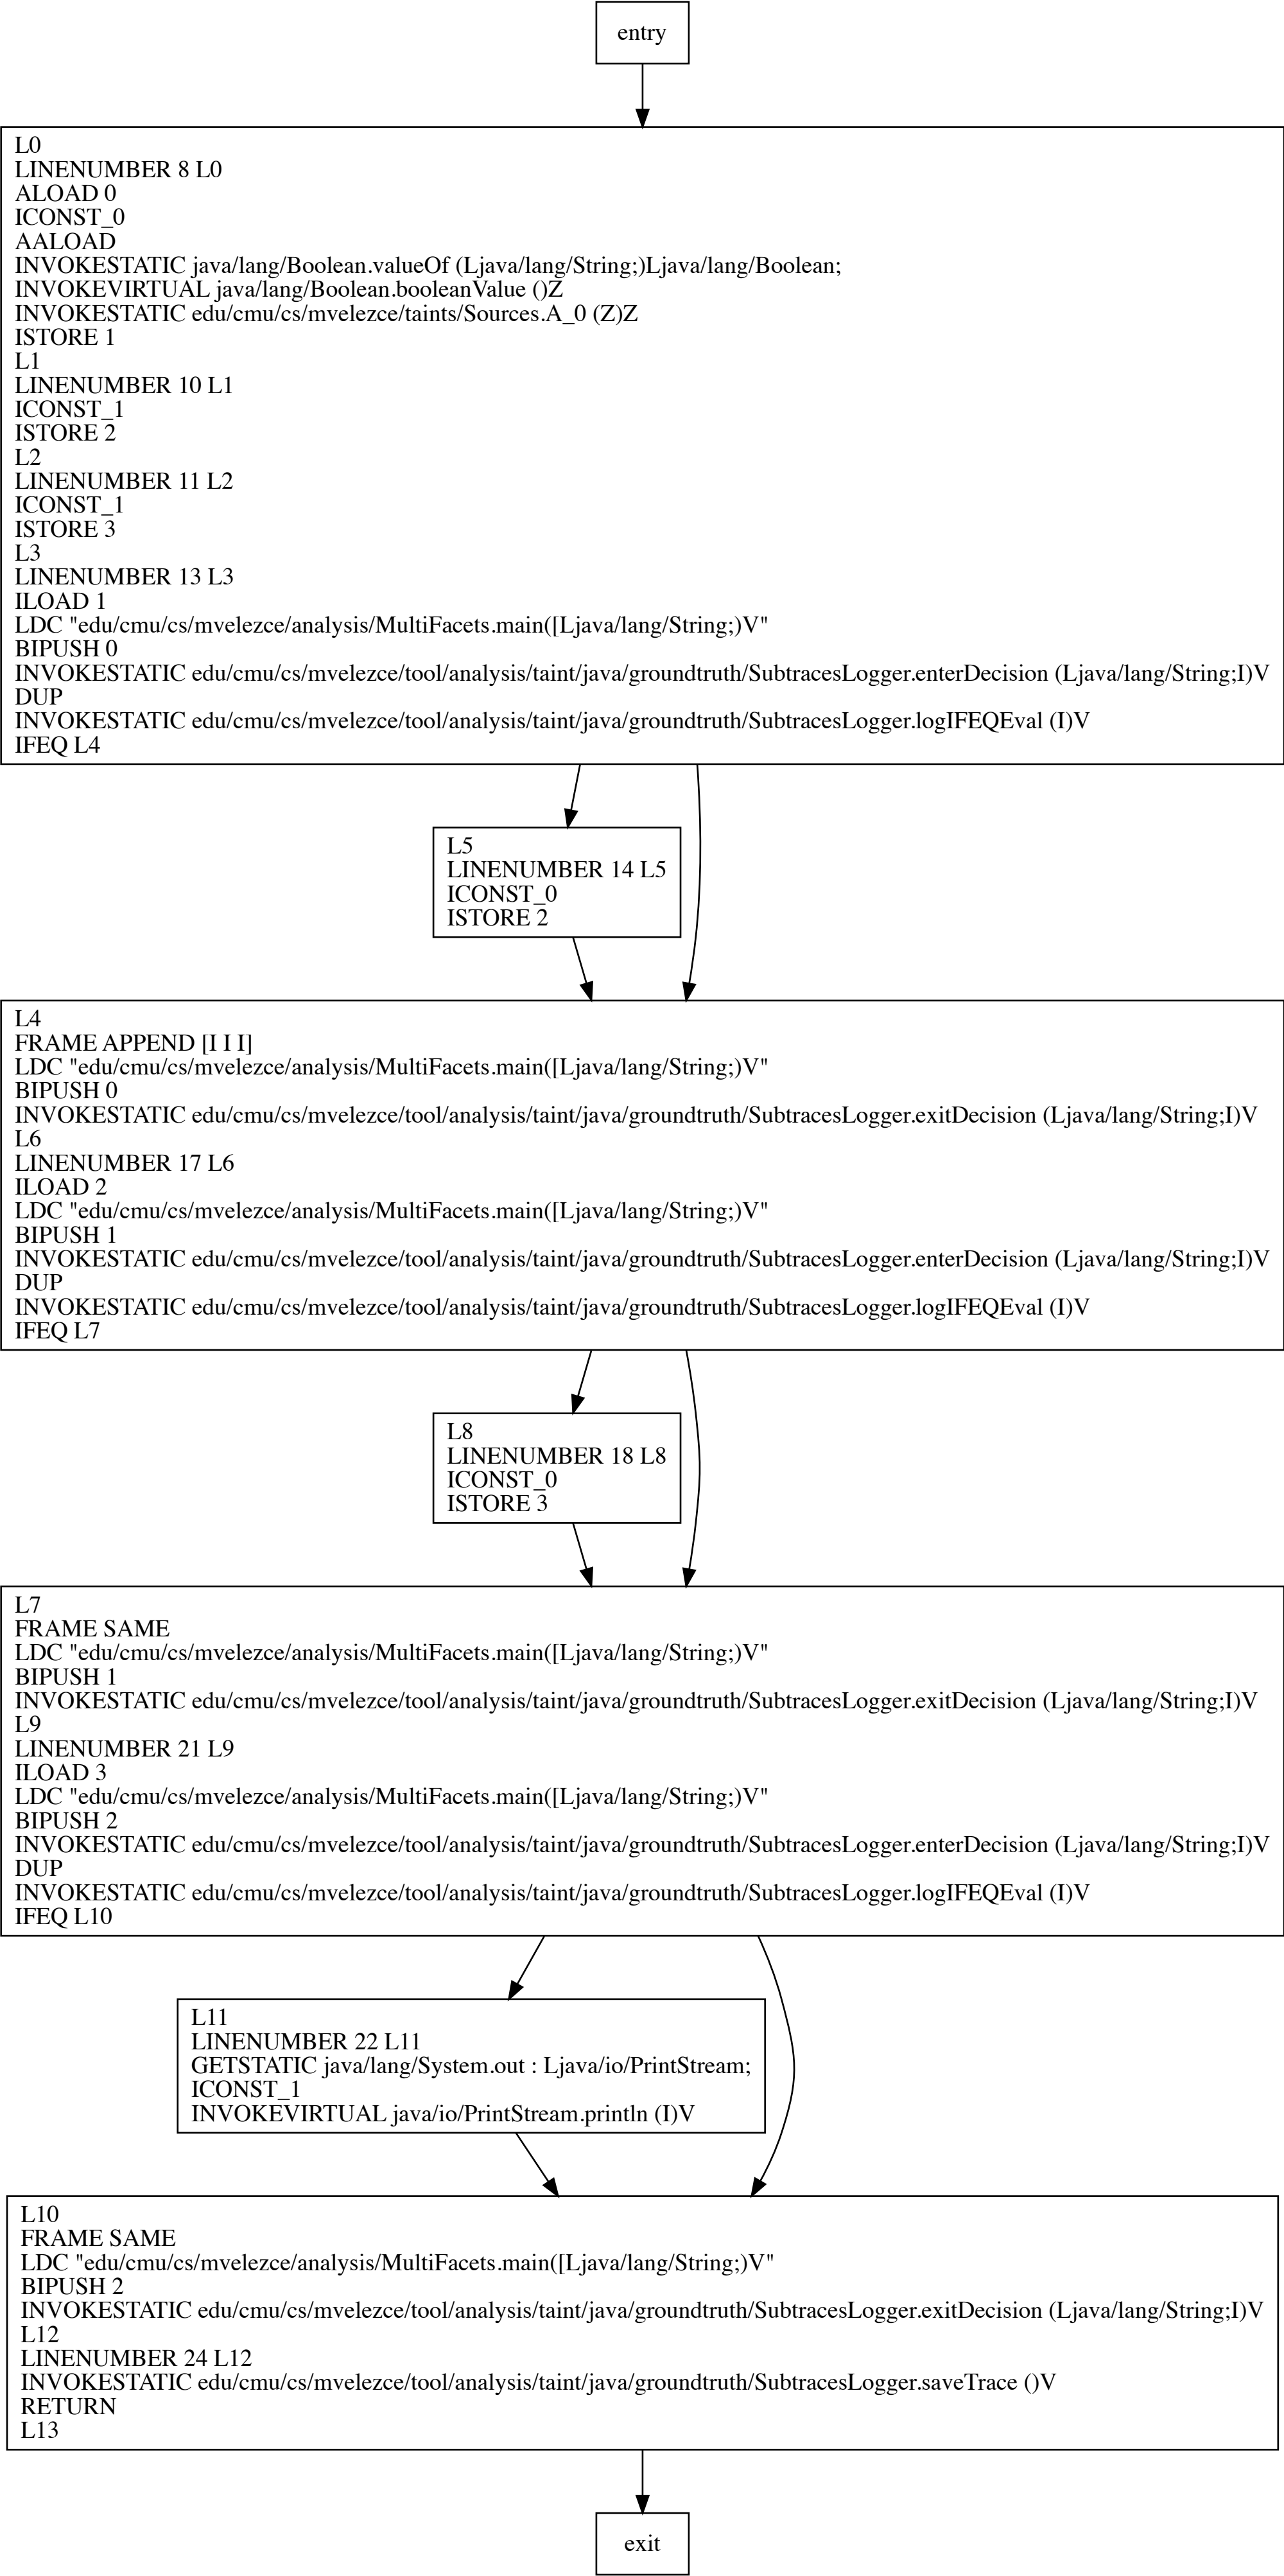 entry
L0
LINENUMBER 8 L0
ALOAD 0
ICONST_0
AALOAD
INVOKESTATIC java/lang/Boolean.valueOf (Ljava/lang/String;)Ljava/lang/Boolean;
INVOKEVIRTUAL java/lang/Boolean.booleanValue ()Z
INVOKESTATIC edu/cmu/cs/mvelezce/taints/Sources.A_0 (Z)Z
ISTORE 1
L1
LINENUMBER 10 L1
ICONST_1
ISTORE 2
L2
LINENUMBER 11 L2
ICONST_1
ISTORE 3
L3
LINENUMBER 13 L3
ILOAD 1
LDC "edu/cmu/cs/mvelezce/analysis/MultiFacets.main([Ljava/lang/String;)V"
BIPUSH 0
INVOKESTATIC edu/cmu/cs/mvelezce/tool/analysis/taint/java/groundtruth/SubtracesLogger.enterDecision (Ljava/lang/String;I)V
DUP
INVOKESTATIC edu/cmu/cs/mvelezce/tool/analysis/taint/java/groundtruth/SubtracesLogger.logIFEQEval (I)V
IFEQ L4
L5
LINENUMBER 14 L5
ICONST_0
ISTORE 2
L4
FRAME APPEND [I I I]
LDC "edu/cmu/cs/mvelezce/analysis/MultiFacets.main([Ljava/lang/String;)V"
BIPUSH 0
INVOKESTATIC edu/cmu/cs/mvelezce/tool/analysis/taint/java/groundtruth/SubtracesLogger.exitDecision (Ljava/lang/String;I)V
L6
LINENUMBER 17 L6
ILOAD 2
LDC "edu/cmu/cs/mvelezce/analysis/MultiFacets.main([Ljava/lang/String;)V"
BIPUSH 1
INVOKESTATIC edu/cmu/cs/mvelezce/tool/analysis/taint/java/groundtruth/SubtracesLogger.enterDecision (Ljava/lang/String;I)V
DUP
INVOKESTATIC edu/cmu/cs/mvelezce/tool/analysis/taint/java/groundtruth/SubtracesLogger.logIFEQEval (I)V
IFEQ L7
L8
LINENUMBER 18 L8
ICONST_0
ISTORE 3
L7
FRAME SAME
LDC "edu/cmu/cs/mvelezce/analysis/MultiFacets.main([Ljava/lang/String;)V"
BIPUSH 1
INVOKESTATIC edu/cmu/cs/mvelezce/tool/analysis/taint/java/groundtruth/SubtracesLogger.exitDecision (Ljava/lang/String;I)V
L9
LINENUMBER 21 L9
ILOAD 3
LDC "edu/cmu/cs/mvelezce/analysis/MultiFacets.main([Ljava/lang/String;)V"
BIPUSH 2
INVOKESTATIC edu/cmu/cs/mvelezce/tool/analysis/taint/java/groundtruth/SubtracesLogger.enterDecision (Ljava/lang/String;I)V
DUP
INVOKESTATIC edu/cmu/cs/mvelezce/tool/analysis/taint/java/groundtruth/SubtracesLogger.logIFEQEval (I)V
IFEQ L10
L11
LINENUMBER 22 L11
GETSTATIC java/lang/System.out : Ljava/io/PrintStream;
ICONST_1
INVOKEVIRTUAL java/io/PrintStream.println (I)V
L10
FRAME SAME
LDC "edu/cmu/cs/mvelezce/analysis/MultiFacets.main([Ljava/lang/String;)V"
BIPUSH 2
INVOKESTATIC edu/cmu/cs/mvelezce/tool/analysis/taint/java/groundtruth/SubtracesLogger.exitDecision (Ljava/lang/String;I)V
L12
LINENUMBER 24 L12
INVOKESTATIC edu/cmu/cs/mvelezce/tool/analysis/taint/java/groundtruth/SubtracesLogger.saveTrace ()V
RETURN
L13
exit